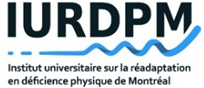 IURDPM
Institut universitaire sur la réadaptation
en déficience physique de Montréal